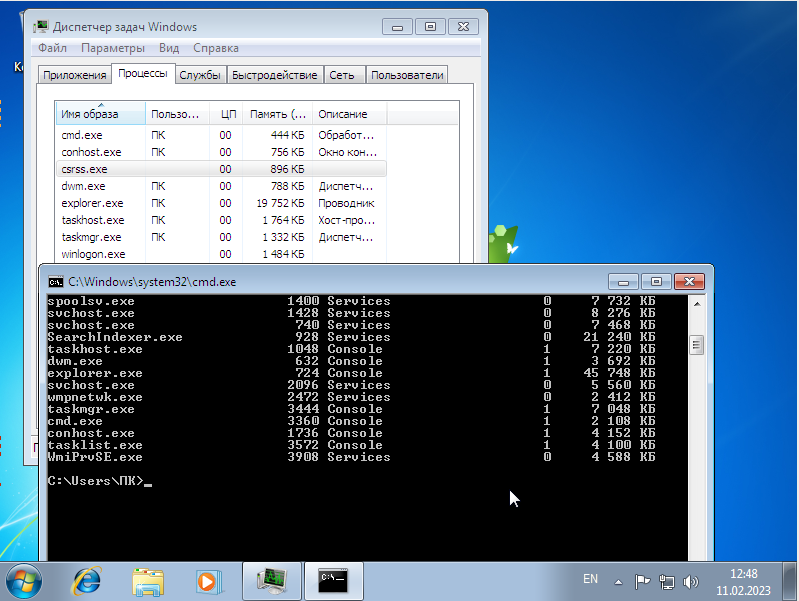 Диспетчер задач Windows
Файл Параметры Вид Справка
Приложения Процессы Службы Быстродействие Сеть Пользователи
Имя образа Пользо... ЦП Память (... Описание
cmd.exe ПК 00 444 КБ Обработ...
conhost.exe ПК 00 756 КБ Окно кон...
csrss.exe 00 896 КБ
dwm.exe ПК 00 788 КБ Диспетч...
explorer.exe ПК 00 19 752 КБ Проводник
taskhost.exe ПК 00 1 764 КБ Хост-про...
taskmgr.exe ПК 00 1 332 КБ Диспетч...
winlogon.exe 00 1 484 КБ
C:\Windows\system32\cmd.exe
spoolsv.exe 1400 Services 0 7 732 КБ
svchost.exe 1428 Services 0 8 276 КБ
svchost.exe 740 Services 0 7 468 КБ
SearchIndexer.exe 928 Services 0 21 240 КБ
taskhost.exe 1048 Console 1 7 220 КБ
dwm.exe 632 Console 1 3 692 КБ
explorer.exe 724 Console 1 45 748 КБ
svchost.exe 2096 Services 0 5 560 КБ
wmpnetwk.exe 2472 Services 0 2 412 КБ
taskmgr.exe 3444 Console 1 7 048 КБ
cmd.exe 3360 Console 1 2 108 КБ
conhost.exe 1736 Console 1 4 152 КБ
tasklist.exe 3572 Console 1 4 100 КБ
WmiPrvSE.exe 3908 Services 0 4 588 КБ
C:\Users\ПК>_
EN 12:48
11.02.2023